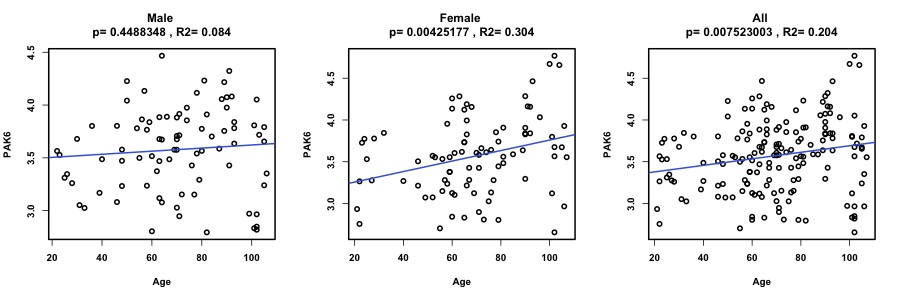 Male
p= 0.4488348 , R2= 0.084
PAK6
4.5
4.0
3.5
3.0
20 40 60 80 100
Age
Female
p= 0.00425177 , R2= 0.304
PAK6
4.5
4.0
3.5
3.0
20 40 60 80 100
Age
All
p= 0.007523003 , R2= 0.204
PAK6
4.5
4.0
3.5
3.0
20 40 60 80 100
Age